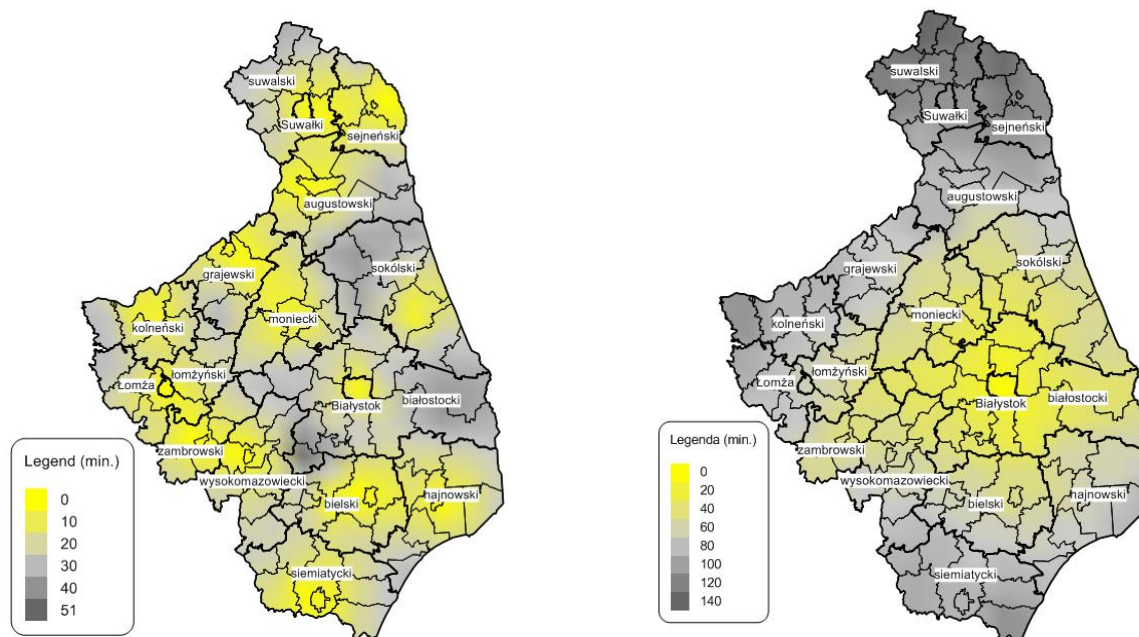 suwalski
Suwałki
sejneński
augustowski
grajewski
sokólski
moniecki
kolneński
łomżyński
Łomża
Białystok
białostocki
zambrowski
wysokomazowiecki
bielski
hajnowski
siemiatycki
Legend (min.)
0
10
20
30
40
51
suwalski
Suwałki
sejneński
augustowski
grajewski
sokólski
moniecki
kolneński
łomżyński
Łomża
Białystok
białostocki
zambrowski
wysokomazowiecki
bielski
hajnowski
siemiatycki
Legenda (min.)
0
20
40
60
80
100
120
140